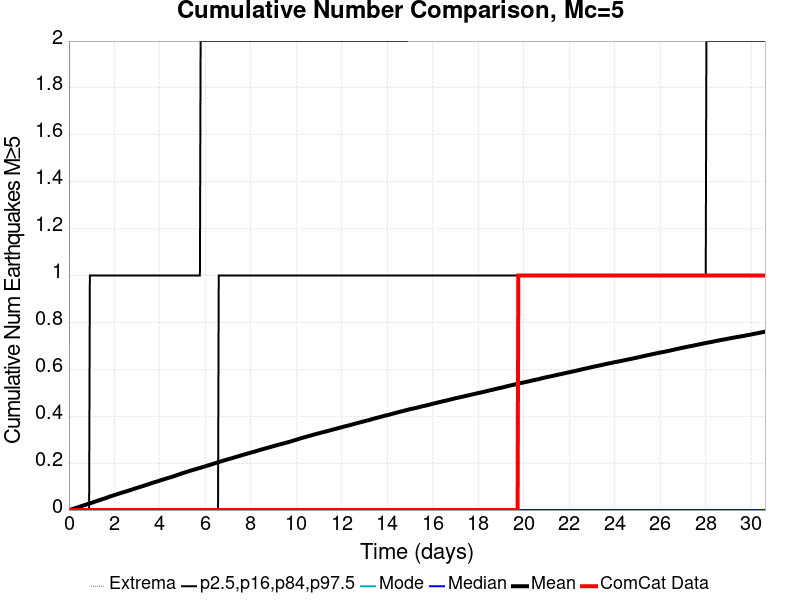 Cumulative Number Comparison, Mc=5
Cumulative Num Earthquakes M≥5
2
1.8
1.6
1.4
1.2
1
0.8
0.6
0.4
0.2
0
0 2 4 6 8 10 12 14 16 18 20 22 24 26 28 30
Time (days)
Extrema p2.5,p16,p84,p97.5 Mode Median Mean ComCat Data